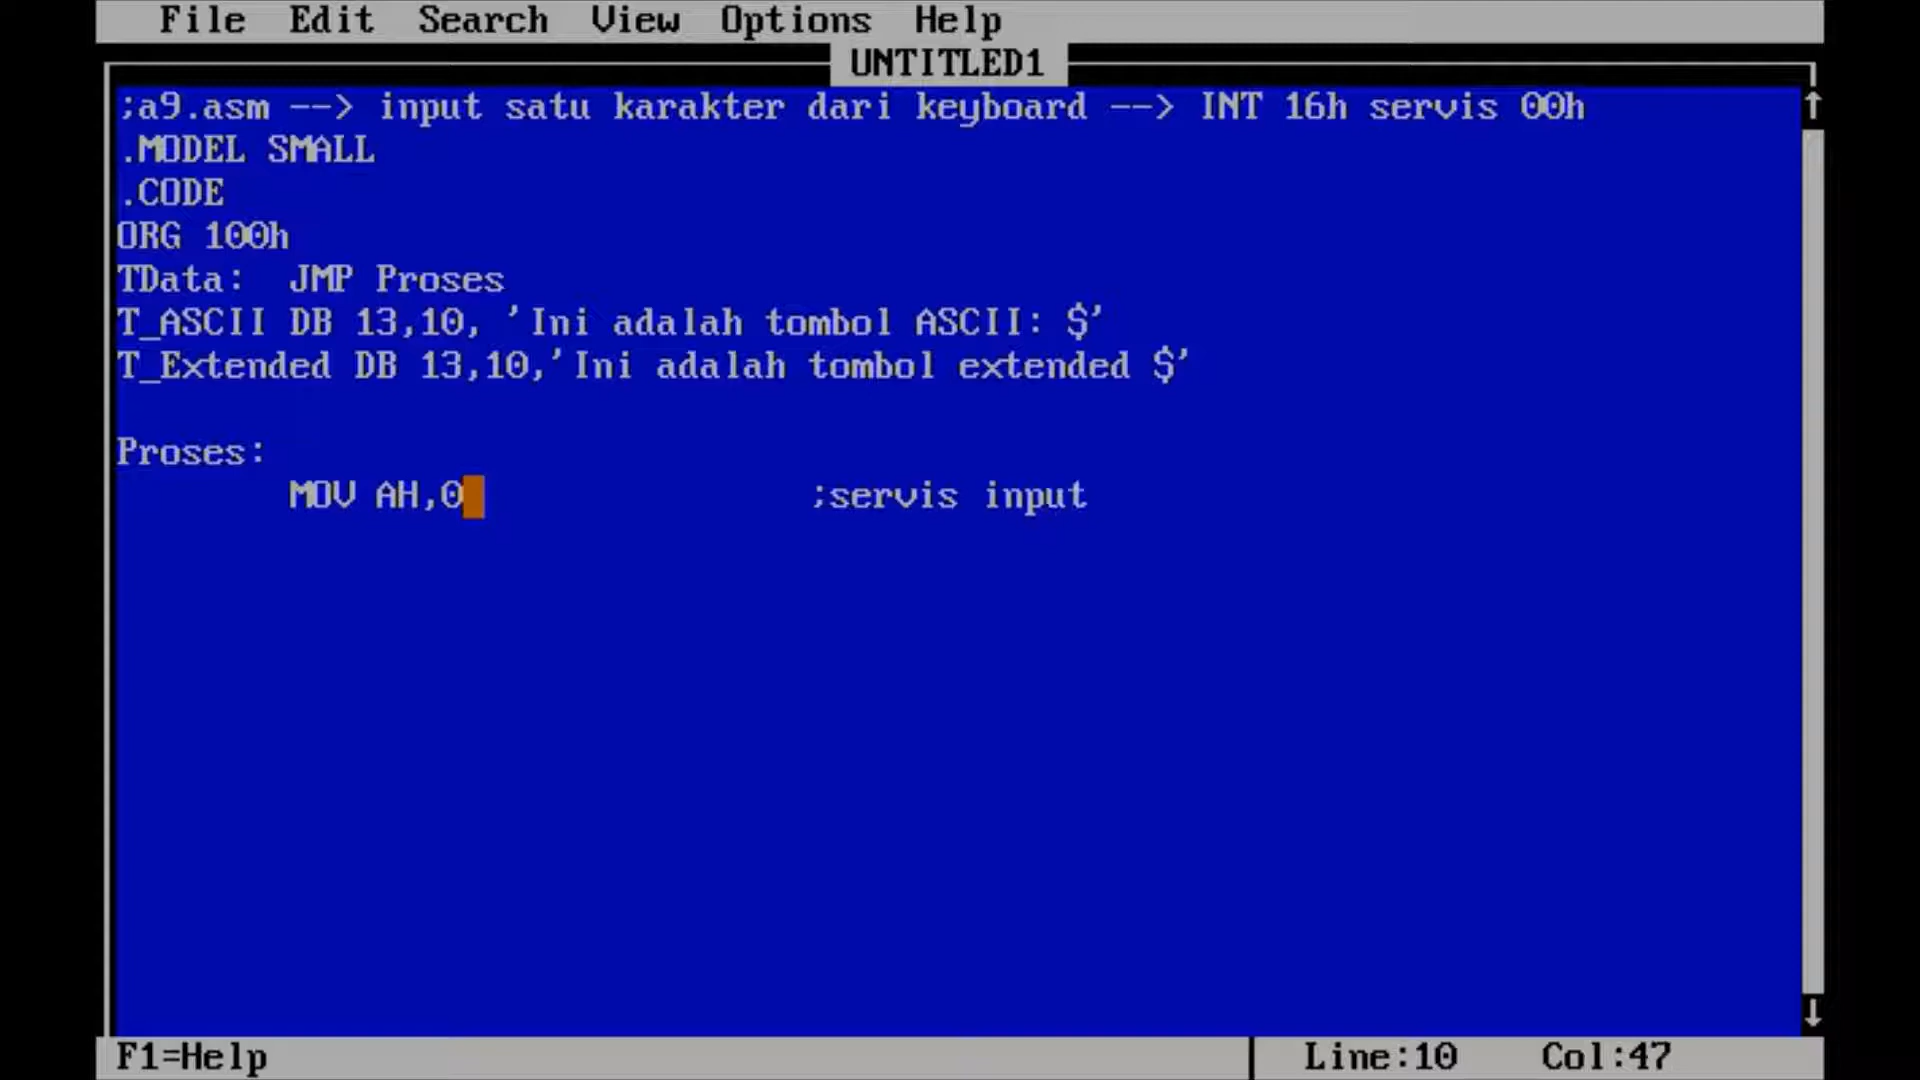 File Edit Search View Options Help
UNTITLED1
;a9.asm --> input satu karakter dari keyboard --> INT 16h servis 00h
.MODEL SMALL
.CODE
ORG 100h
TData: JMP Proses
T_ASCII DB 13,10, 'Ini adalah tombol ASCII: $'
T_Extended DB 13,10,'Ini adalah tombol extended $'
Proses:
MOV AH,0 ;servis input
F1=Help Line:10 Col:47